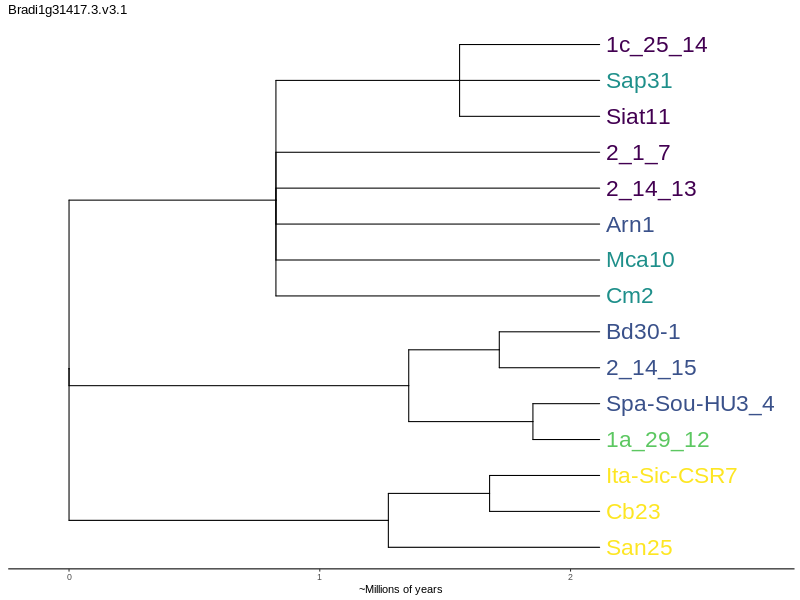 Bradi1g31417.3.v3.1
1c_25_14
Sap31
Siat11
2_1_7
2_14_13
Arn1
Mca10
Cm2
Bd30-1
2_14_15
Spa-Sou-HU3_4
1a_29_12
Ita-Sic-CSR7
Cb23
San25
0 1 2
~Millions of years